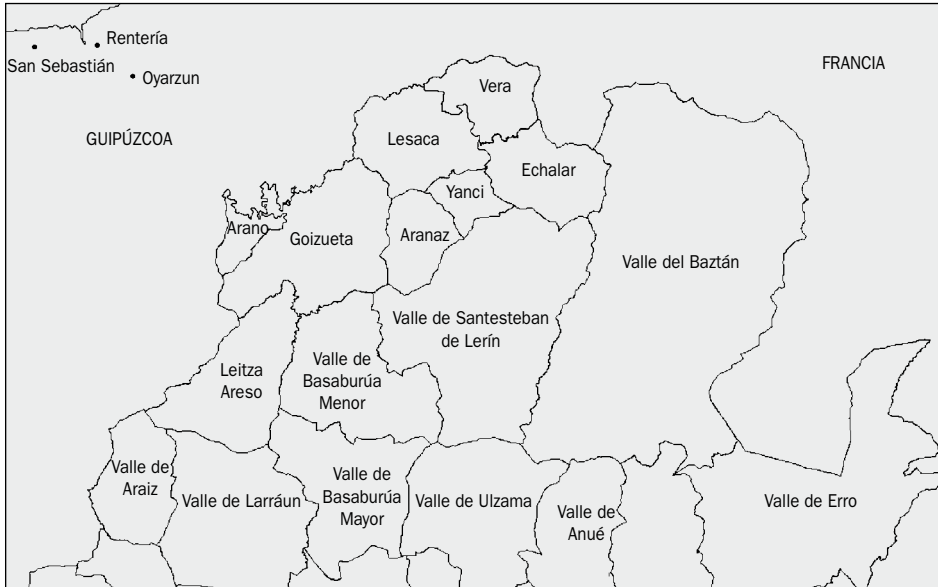 Rentería
San Sebastián
Oyarzun
FRANCIA
Vera
GUIPÚZCOA
Lesaca
Echalar
Yanci
Arano
Goizueta
Aranaz
Valle del Baztán
Valle de Santesteban
de Lerín
Leitza
Areso
Valle de
Basaburúa
Menor
Valle de
Araiz
Valle de Larráun
Valle de
Basaburúa
Mayor
Valle de Ulzama
Valle de
Anué
Valle de Erro